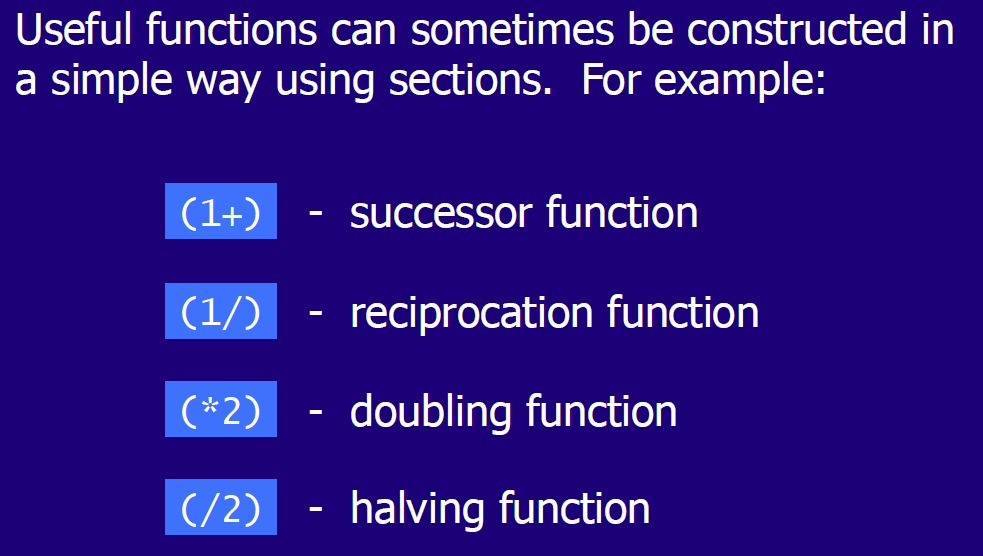 Useful functions can sometimes be constructed in
a simple way using sections.  For example:
(1+) - successor function
(1/) - reciprocation function
(*2) - doubling function
(/2) - halving function